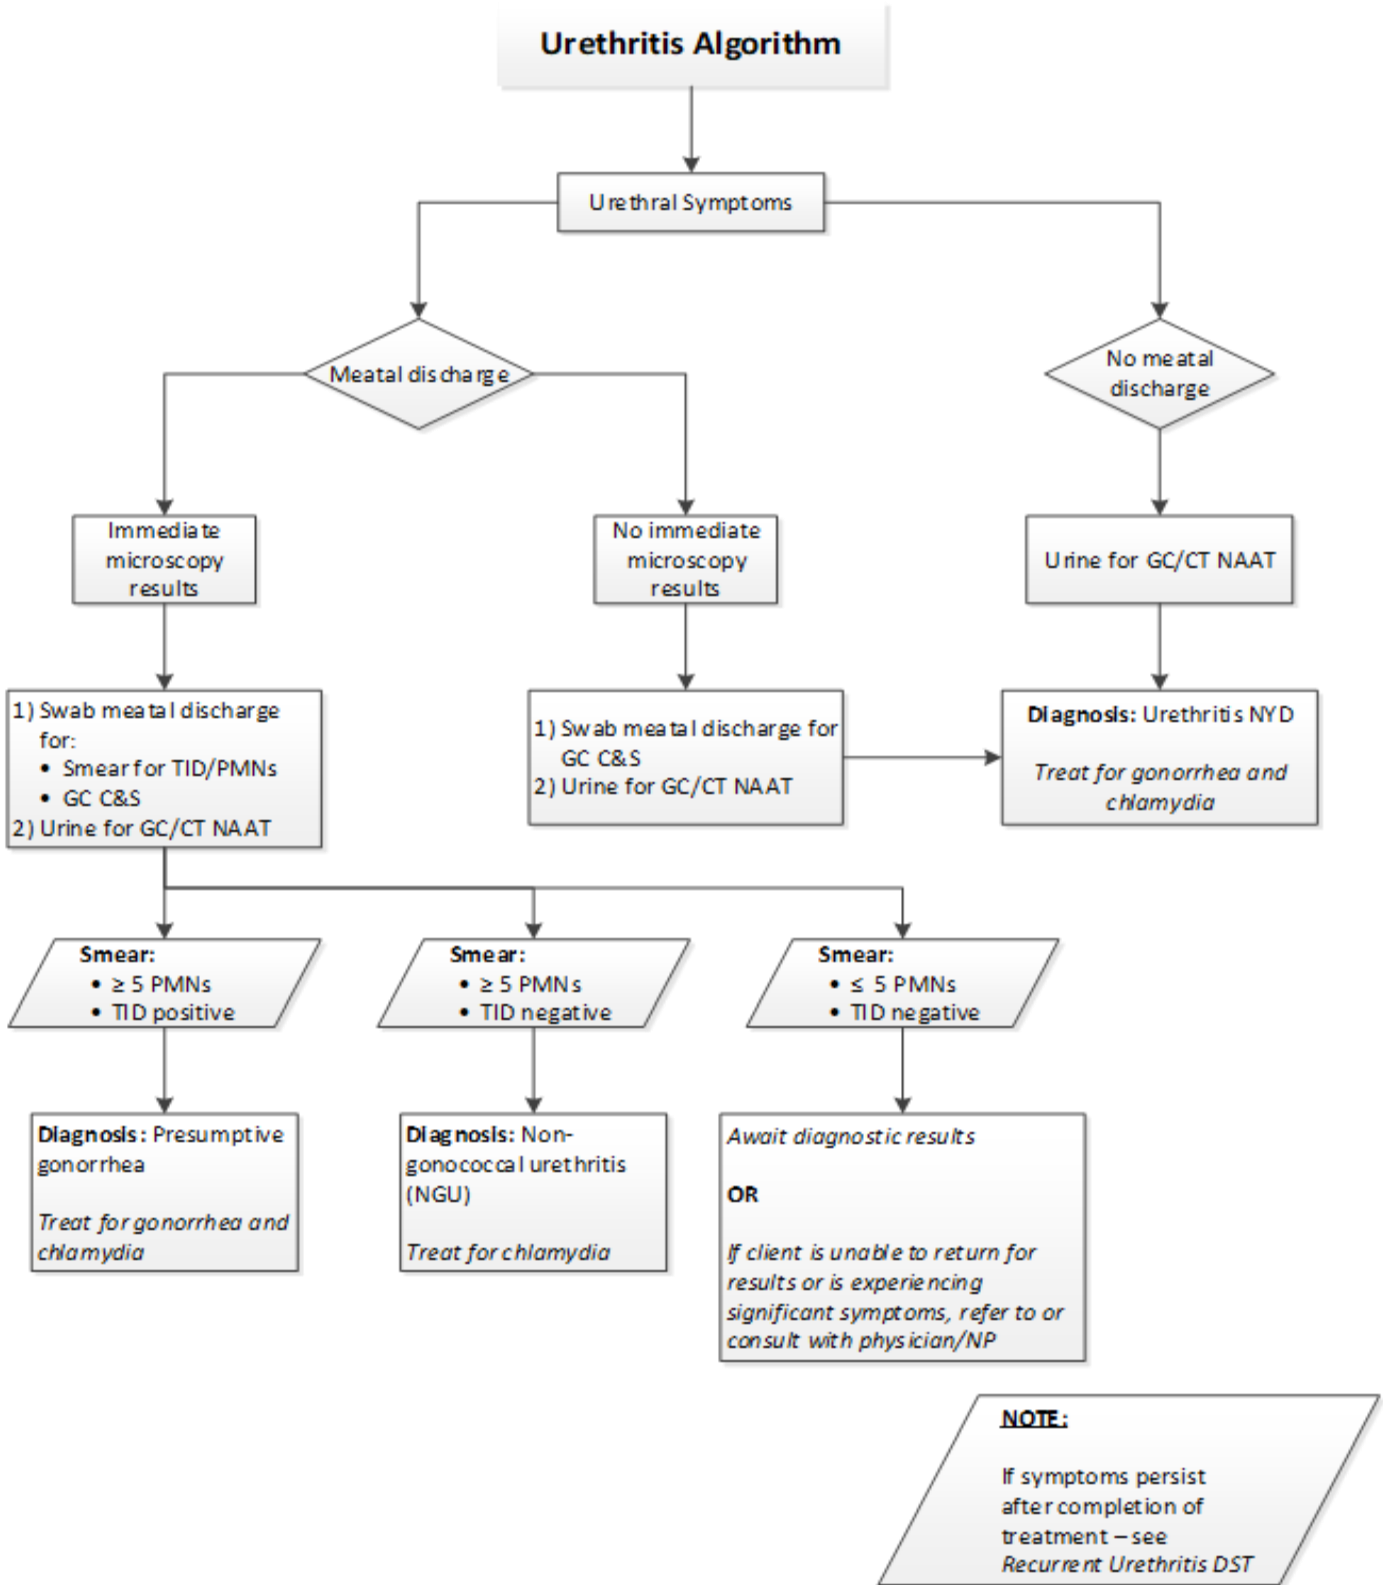 Urethritis Algorithm
Urethral Symptoms
Meatal discharge
No meatal
discharge
Immediate
microscopy
results
No immediate
microscopy
results
Urine for GC/CT NAAT
1) Swab meatal discharge
for:
• Smear for TID/PMNs
• GC C&S
2) Urine for GC/CT NAAT
1) Swab meatal discharge for
GC C&S
2) Urine for GC/CT NAAT
Diagnosis: Urethritis NYD
Treat for gonorrhea and
chlamydia
Smear:
• ≥ 5 PMNs
• TID positive
Smear:
• ≥ 5 PMNs
• TID negative
Smear:
• ≤ 5 PMNs
• TID negative
Diagnosis: Presumptive
gonorrhea
Treat for gonorrhea and
chlamydia
Diagnosis: Non-
gonococcal urethritis
(NGU)
Treat for chlamydia
Await diagnostic results
OR
If client is unable to return for
results or is experiencing
significant symptoms, refer to or
consult with physician/NP
NOTE:
If symptoms persist
after completion of
treatment – see
Recurrent Urethritis DST